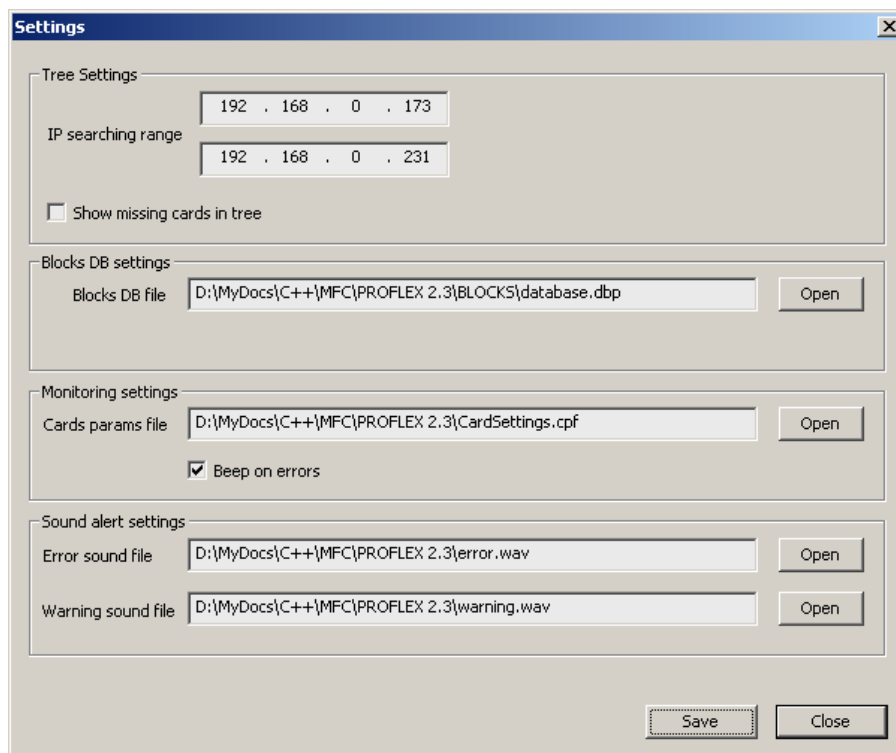 Settings
Tree Settings
192 . 168 . 0 . 173
IP searching range
192 . 168 . 0 . 231
Show missing cards in tree
Blocks DB settings
Blocks DB file D:\MyDocs\C++\MFC\PROFLEX 2.3\BLOCKS\database.dbp Open
Monitoring settings
Cards params file D:\MyDocs\C++\MFC\PROFLEX 2.3\CardSettings.cpf Open
Beep on errors
Sound alert settings
Error sound file D:\MyDocs\C++\MFC\PROFLEX 2.3\error.wav Open
Warning sound file D:\MyDocs\C++\MFC\PROFLEX 2.3\warning.wav Open
Save Close